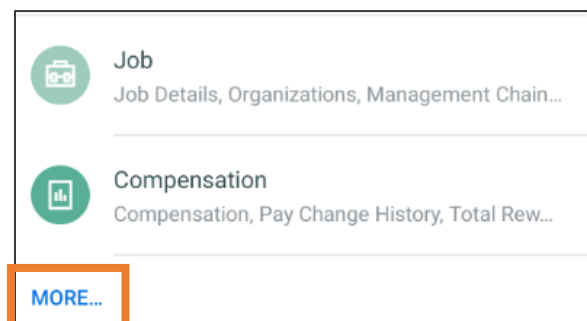 Job
Job Details, Organizations, Management Chain...
Compensation
Compensation, Pay Change History, Total Rew...
MORE...